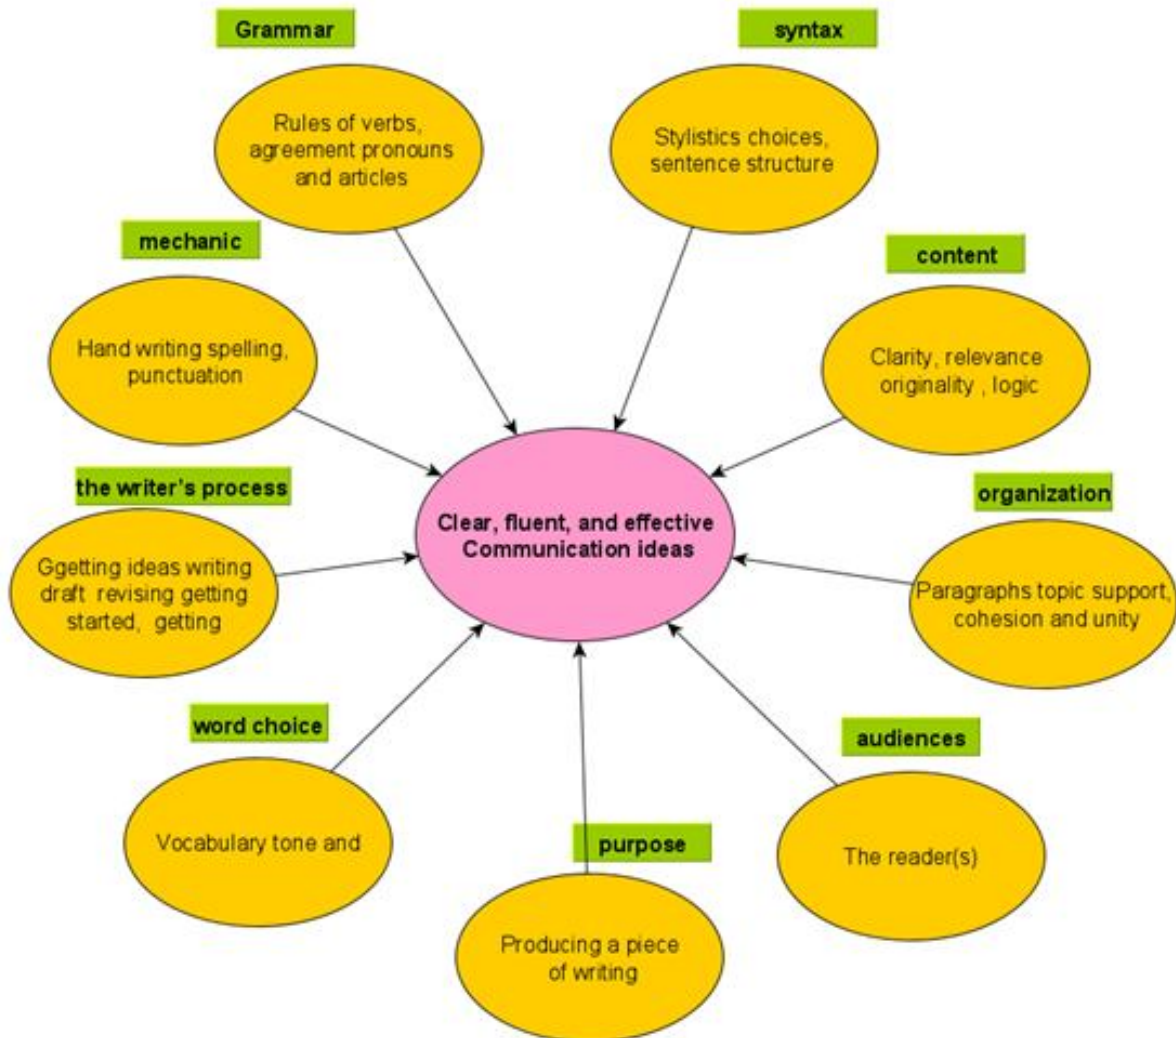 Grammar
Rules of verbs,
agreement pronouns
and articles
syntax
Stylistics choices,
sentence structure
mechanic
Hand writing spelling,
punctuation
content
Clarity, relevance
originality , logic
the writer's process
Ggetting ideas writing
draft revising getting
started, getting
Clear, fluent, and effective
Communication ideas
organization
Paragraphs topic support,
cohesion and unity
word choice
Vocabulary tone and
audiences
The reader(s)
purpose
Producing a piece
of writing